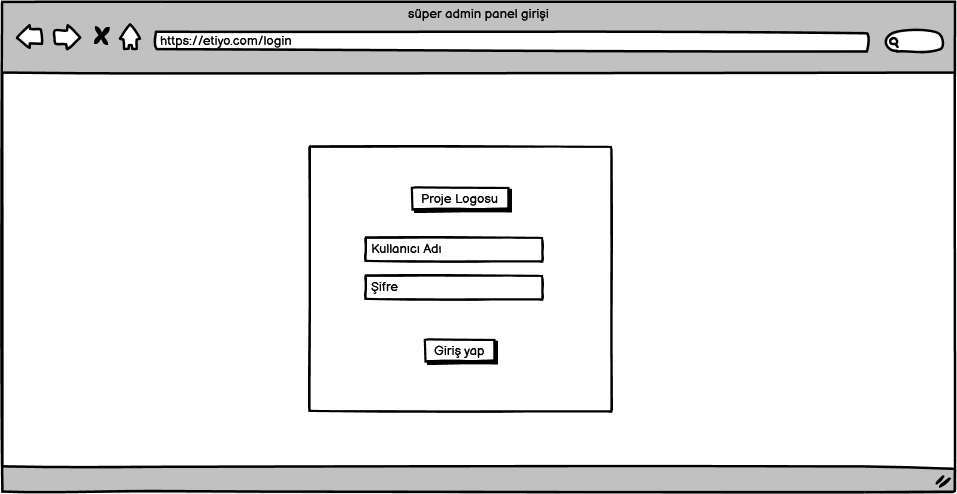 süper admin panel girişi
https://etiyo.com/login
Proje Logosu
Kullanıcı Adı
Şifre
Giriş yap